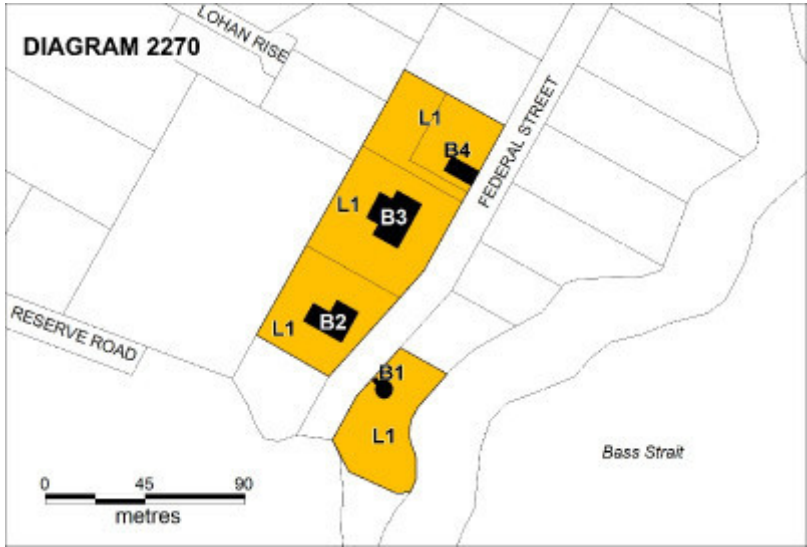 LOHAN RISE
DIAGRAM 2270
FEDERAL STREET
L1
B4
L1
B3
L1
B2
RESERVE ROAD
B1
L1
Bass Strait
0 45 90
metres